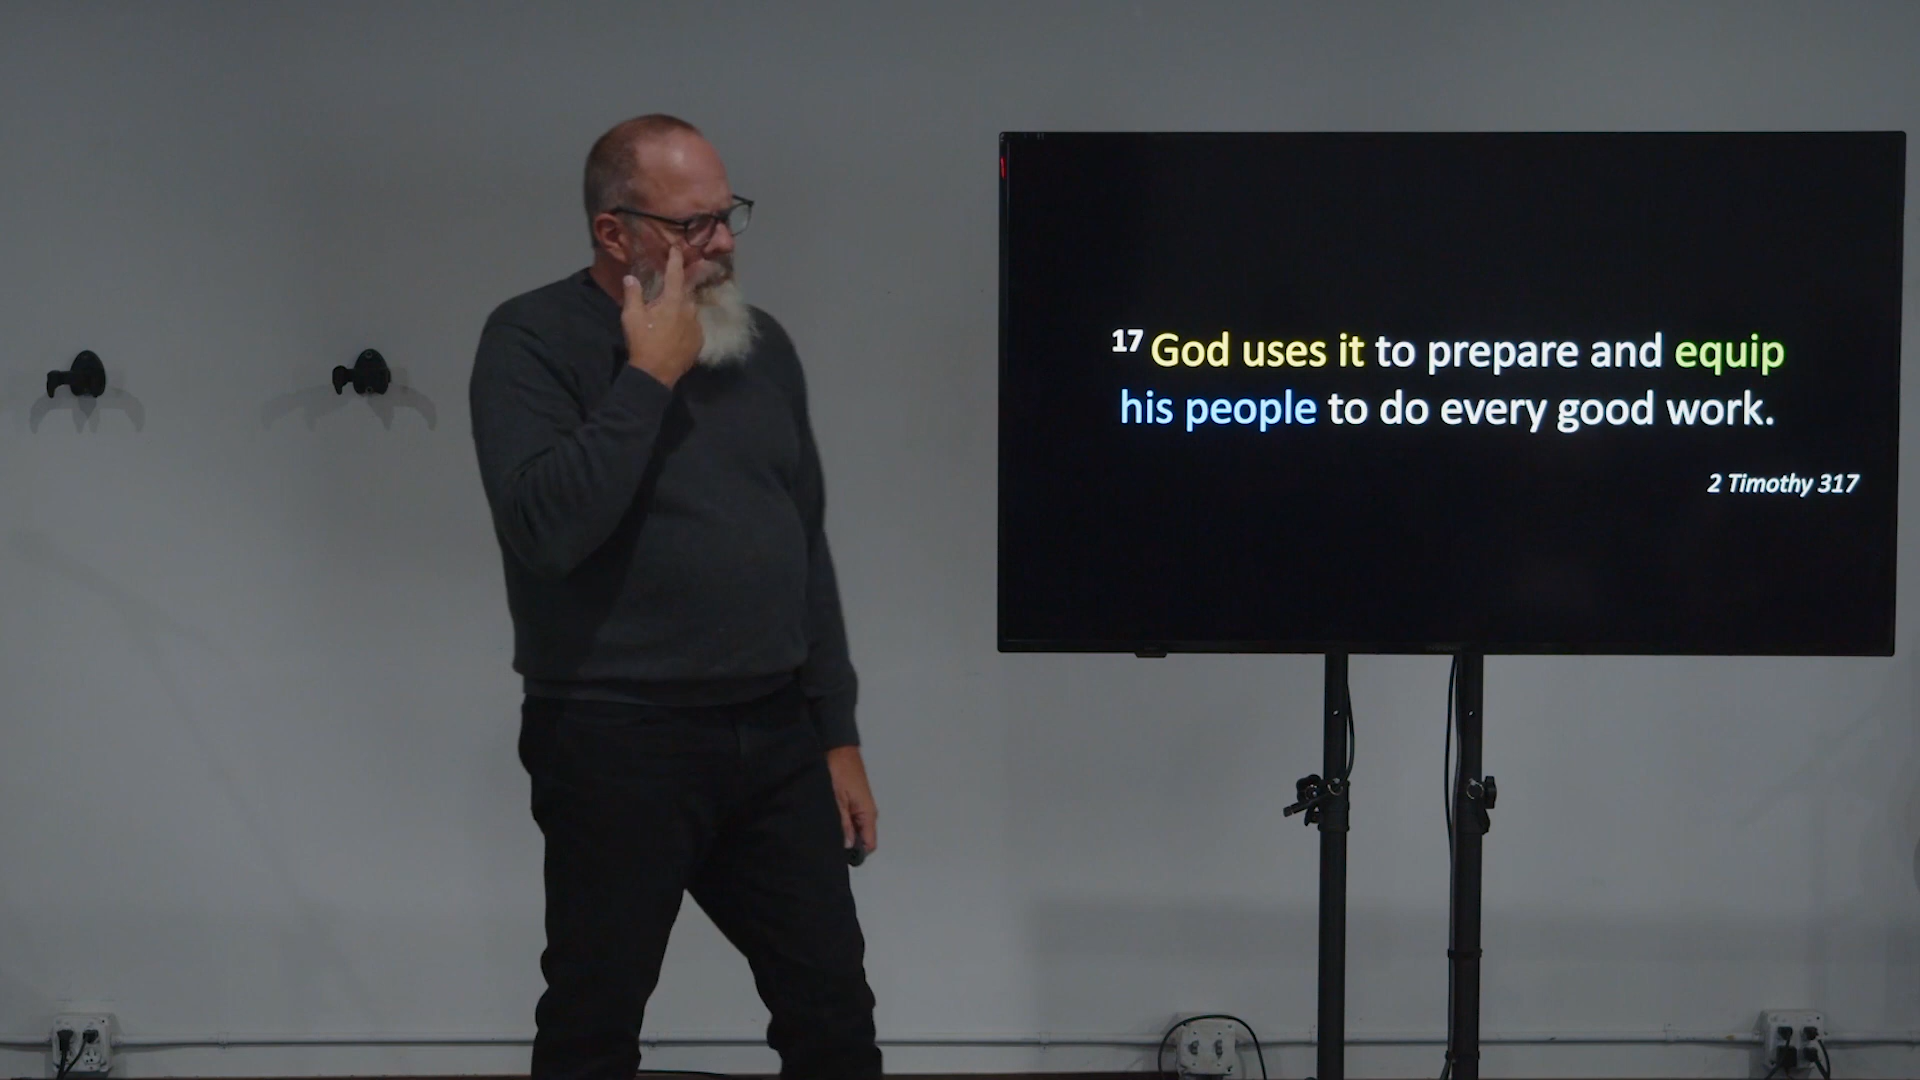 17 God uses it to prepare and equip
his people to do every good work.
2 Timothy 317